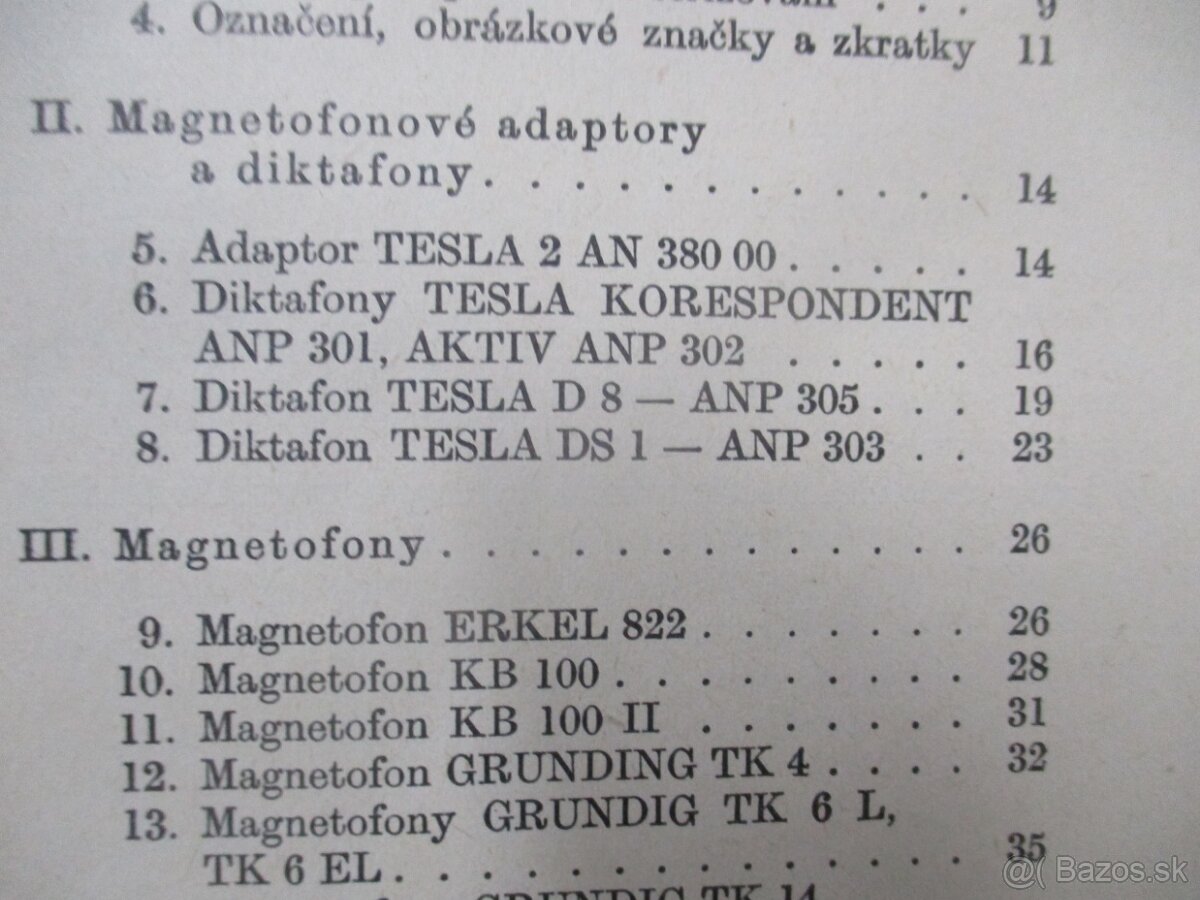 9
4. Označení, obrázkové značky a zkratky 11
II. Magnetofonové adaptory
a diktafony. . . . . . . . . . . . 14
5. Adaptor TESLA 2 AN 380 00. . . . . 14
6. Diktafony TESLA KORESPONDENT
ANP 301, AKTIV ANP 302 . . . . . 16
7. Diktafon TESLA D 8 — ANP 305. . . 19
8. Diktafon TESLA DS 1 — ANP 303 . . 23
III. Magnetofony . . . . . . . . . . . . . 26
9. Magnetofon ERKEL 822 . . . . . . . 26
10. Magnetofon KB 100 . . . . . . . . . 28
11. Magnetofon KB 100 II . . . . . . . 31
12. Magnetofon GRUNDING TK 4 . . . . 32
13. Magnetofony GRUNDIG TK 6 L,
TK 6 EL. . . . . . . . . . . . . . 35
GRUNDIG TK 14
@( Bazos.sk